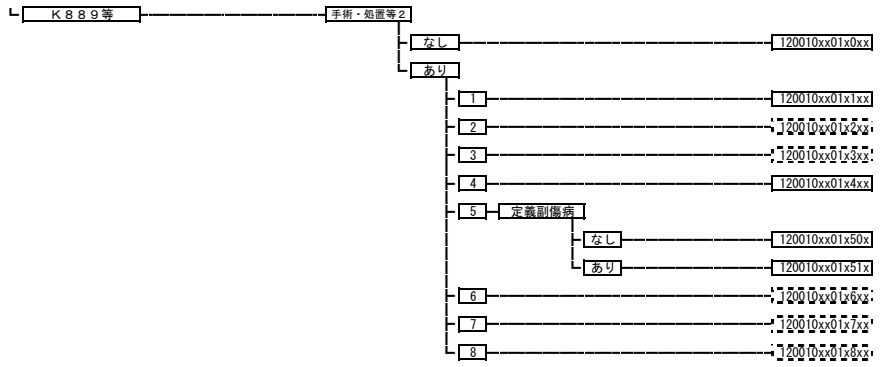 K889等 手術・処置等2
なし 120010xx01x0xx
あり
1 120010xx01x1xx
2 120010xx01x2xx
3 120010xx01x3xx
4 120010xx01x4xx
5 定義副傷病
なし 120010xx01x50x
あり 120010xx01x51x
6 120010xx01x6xx
7 120010xx01x7xx
8 120010xx01x8xx